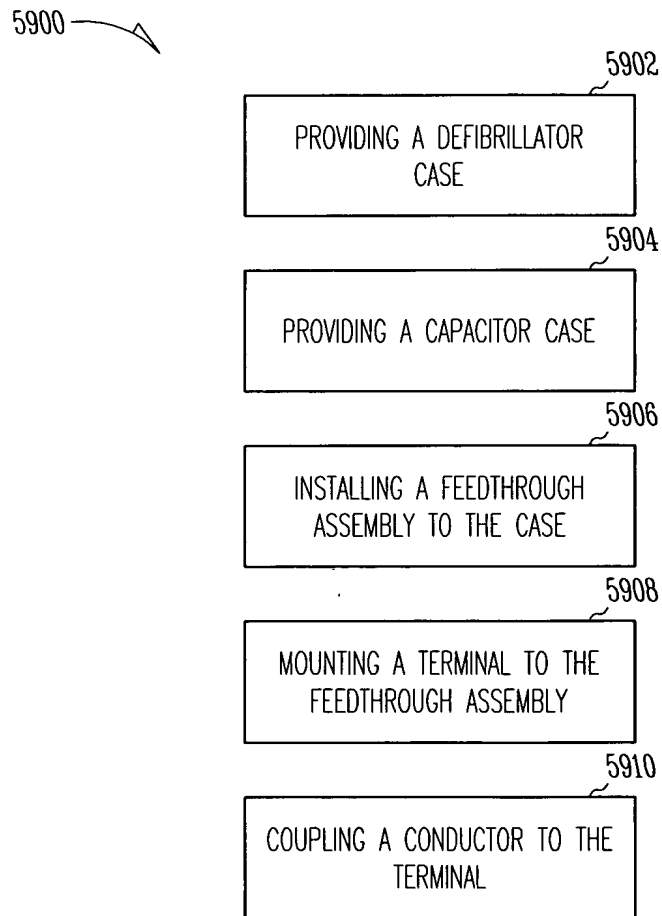 5900
5902
PROVIDING A DEFIBRILLATOR
CASE
5904
PROVIDING A CAPACITOR CASE
5906
INSTALLING A FEEDTHROUGH
ASSEMBLY TO THE CASE
5908
MOUNTING A TERMINAL TO THE
FEEDTHROUGH ASSEMBLY
5910
COUPLING A CONDUCTOR TO THE
TERMINAL